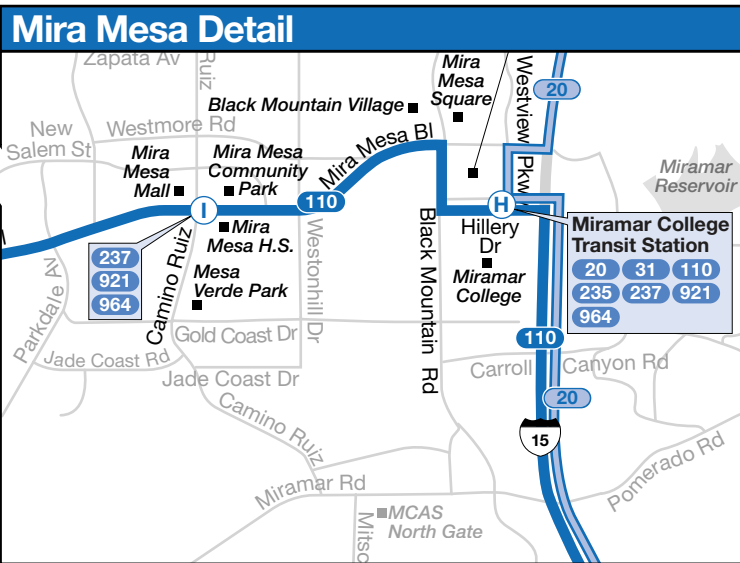 Mira Mesa Detail
Zapata Av
Ruiz
Mira
Mesa
Square
Westview Pkwy
20
Black Mountain Village
New
Salem St
Westmore Rd
Mira Mesa Bl
Mira
Mesa
Mall
Mira Mesa
Community
Park
Miramar
Reservoir
110
I
H
Mira
Mesa H.S.
Hillery
Dr
Miramar College
Transit Station
20 31 110
235 237 921
964
237
921
964
Mesa
Verde Park
Miramar
College
Camino Ruiz
Westonhill Dr
Black Mountain Rd
Parkdale Av
Gold Coast Dr
110
Jade Coast Rd
Jade Coast Dr
Carroll Canyon Rd
20
Camino Ruiz
15
Miramar Rd
Pomerado Rd
MCAS
North Gate